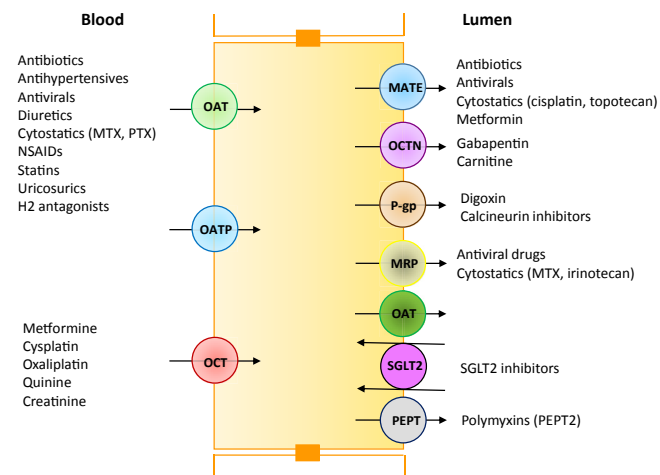 Blood
Lumen
Antibiotics
Antihypertensives
Antivirals
Diuretics
Cytostatics (MTX, PTX)
NSAIDs
Statins
Uricosurics
H2 antagonists
OAT
OATP
Metformine
Cysplatin
Oxaliplatin
Quinine
Creatinine
OCT
MATE
Antibiotics
Antivirals
Cytostatics (cisplatin, topotecan)
Metformin
OCTN
Gabapentin
Carnitine
P-gp
Digoxin
Calcineurin inhibitors
MRP
Antiviral drugs
Cytostatics (MTX, irinotecan)
OAT
SGLT2
SGLT2 inhibitors
PEPT
Polymyxins (PEPT2)